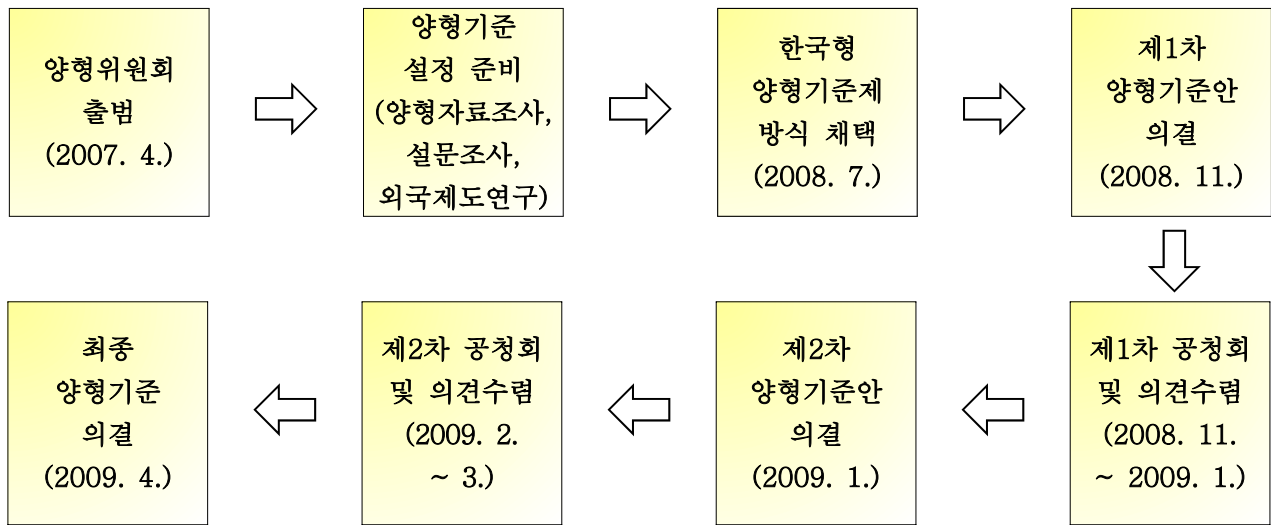 양형위원회
출범
(2007. 4.)
양형기준
설정 준비
(양형자료조사,
설문조사,
외국제도연구)
한국형
양형기준제
방식 채택
(2008. 7.)
제1차
양형기준안
의결
(2008. 11.)
제1차 공청회
및 의견수렴
(2008. 11.
~ 2009. 1.)
제2차
양형기준안
의결
(2009. 1.)
제2차 공청회
및 의견수렴
(2009. 2.
~ 3.)
최종
양형기준
의결
(2009. 4.)